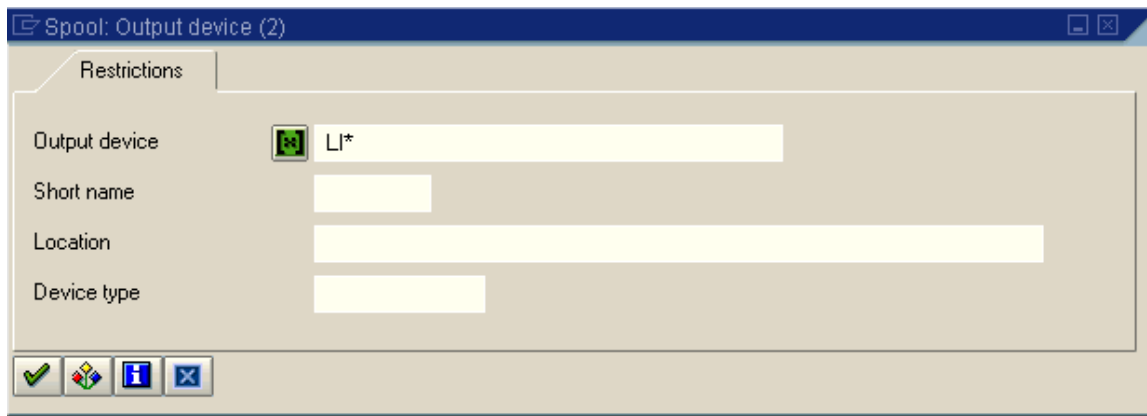 Spool: Output device (2)
Restrictions
Output device LI*
Short name
Location
Device type